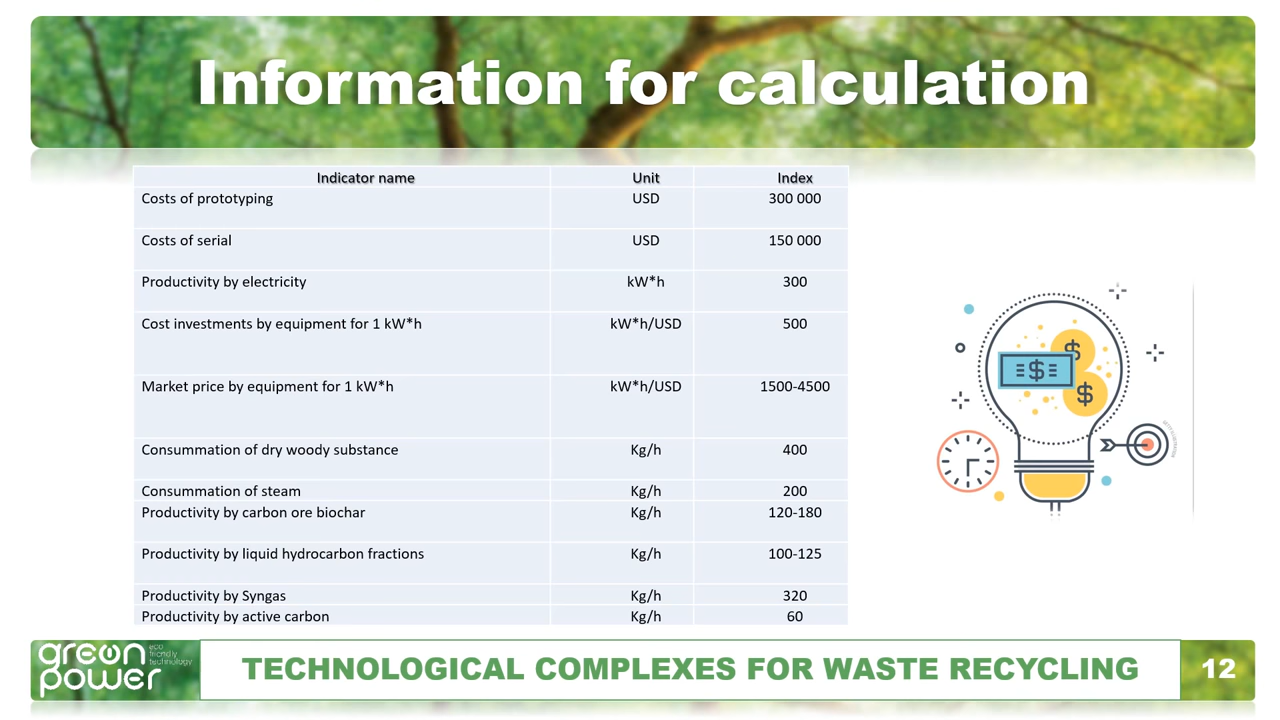 Information for calculation
Indicator name Unit Index
Costs of prototyping USD 300 000
Costs of serial USD 150 000
Productivity by electricity kW*h 300
Cost investments by equipment for 1 kW*h kW*h/USD 500
Market price by equipment for 1 kW*h kW*h/USD 1500-4500
Consummation of dry woody substance Kg/h 400
Consummation of steam Kg/h 200
Productivity by carbon ore biochar Kg/h 120-180
Productivity by liquid hydrocarbon fractions Kg/h 100-125
Productivity by Syngas Kg/h 320
Productivity by active carbon Kg/h 60
$
$
$
green power
eco
friendly
technology
TECHNOLOGICAL COMPLEXES FOR WASTE RECYCLING
12